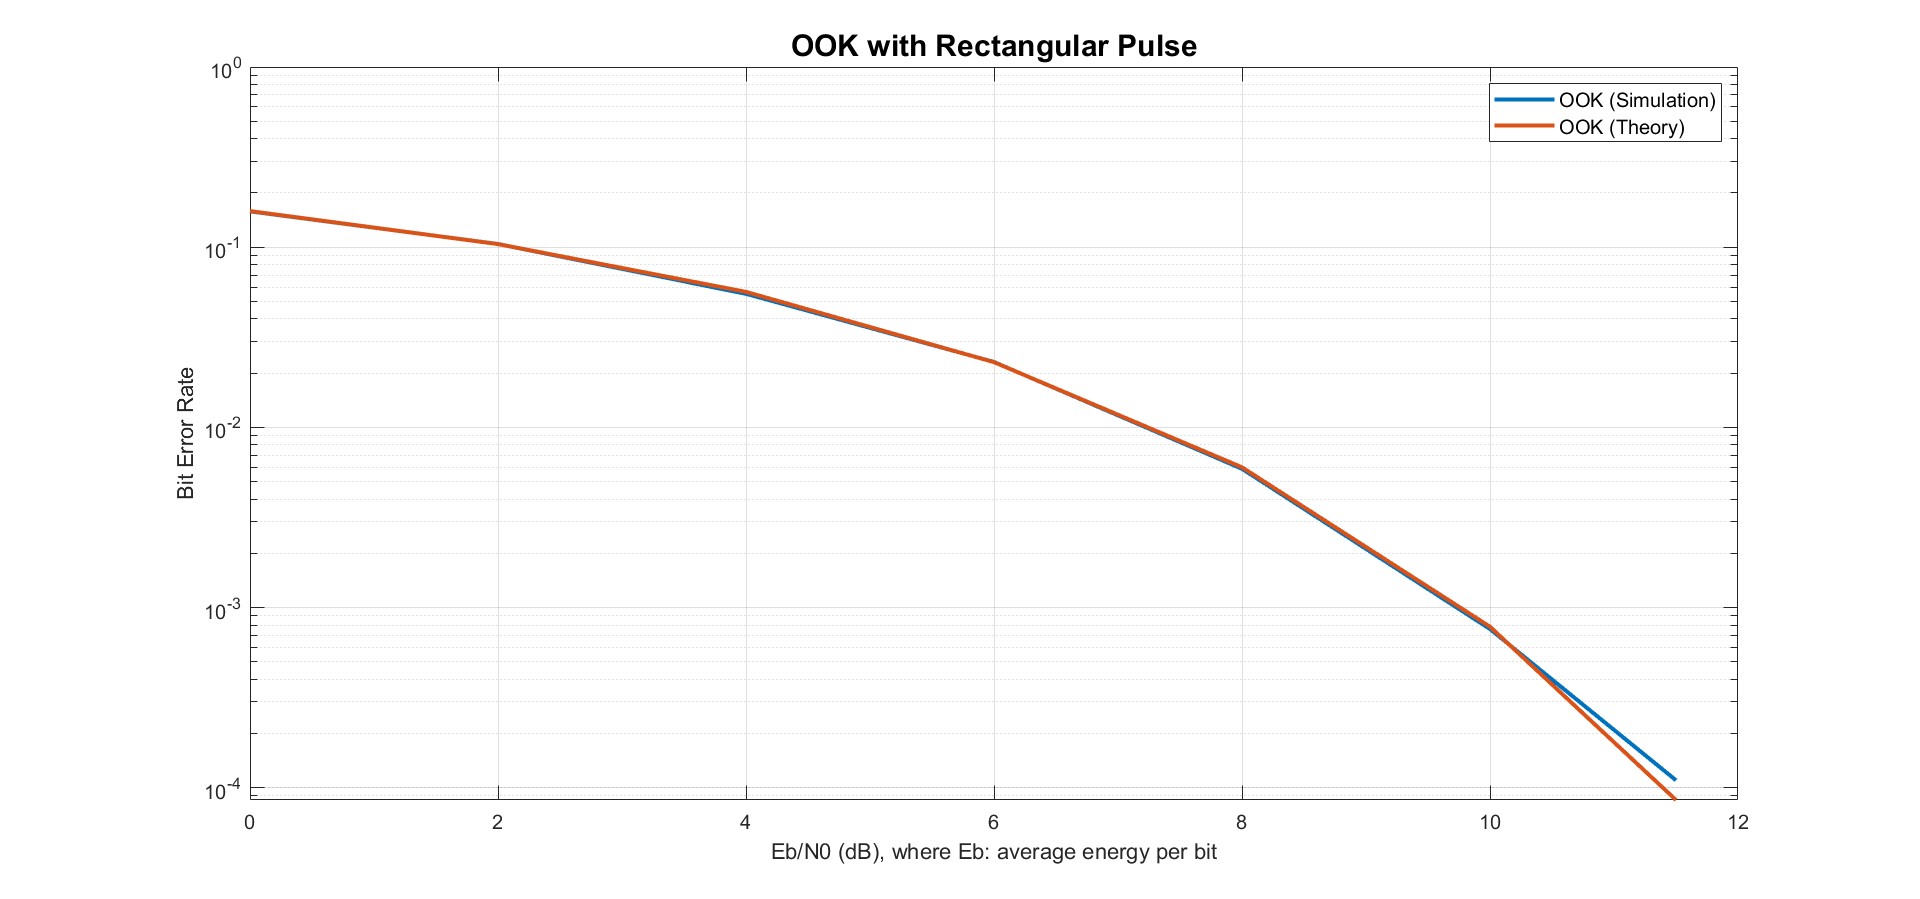 OOK with Rectangular Pulse
OOK (Simulation)
OOK (Theory)
10^0
10^-1
10^-2
10^-3
10^-4
Bit Error Rate
0 2 4 6 8 10 12
Eb/N0 (dB), where Eb: average energy per bit